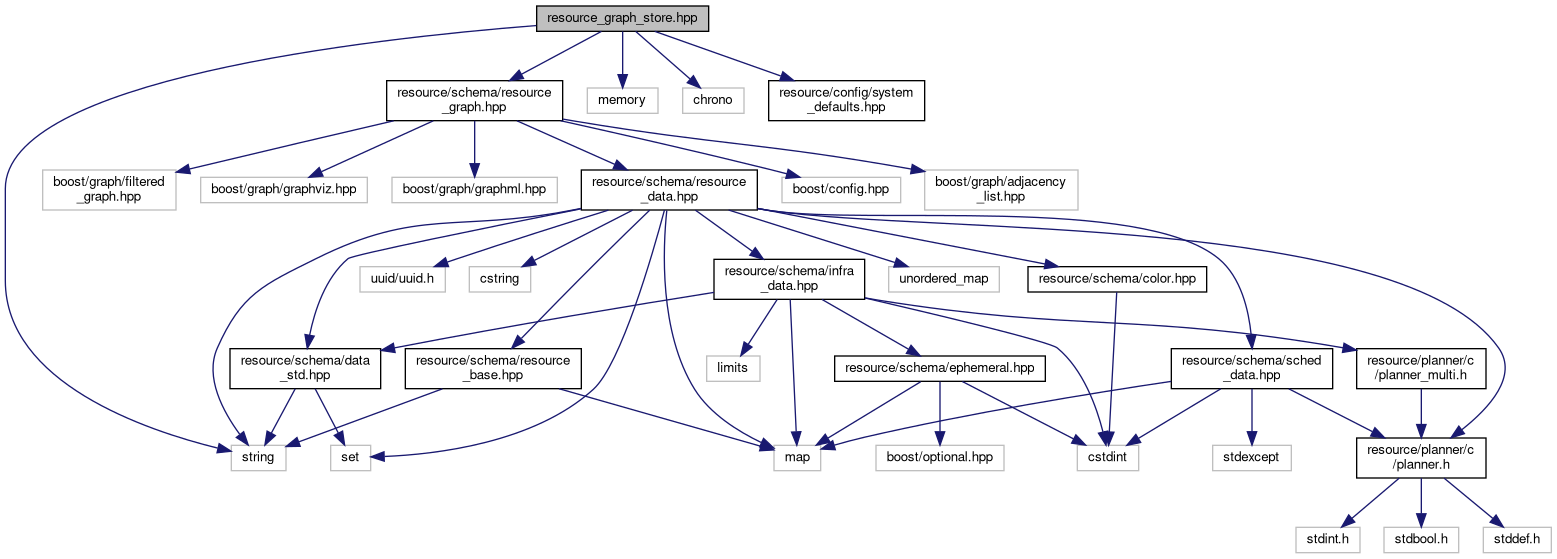 resource_graph_store.hpp
resource/schema/resource
_graph.hpp
memory
chrono
resource/config/system
_defaults.hpp
boost/graph/filtered
_graph.hpp
boost/graph/graphviz.hpp
boost/graph/graphml.hpp
resource/schema/resource
_data.hpp
boost/config.hpp
boost/graph/adjacency
_list.hpp
uuid/uuid.h
cstring
resource/schema/infra
_data.hpp
unordered_map
resource/schema/color.hpp
resource/schema/data
_std.hpp
resource/schema/resource
_base.hpp
limits
resource/schema/ephemeral.hpp
resource/schema/sched
_data.hpp
resource/planner/c
/planner_multi.h
string
set
map
boost/optional.hpp
cstdint
stdexcept
resource/planner/c
/planner.h
stdint.h
stdbool.h
stddef.h